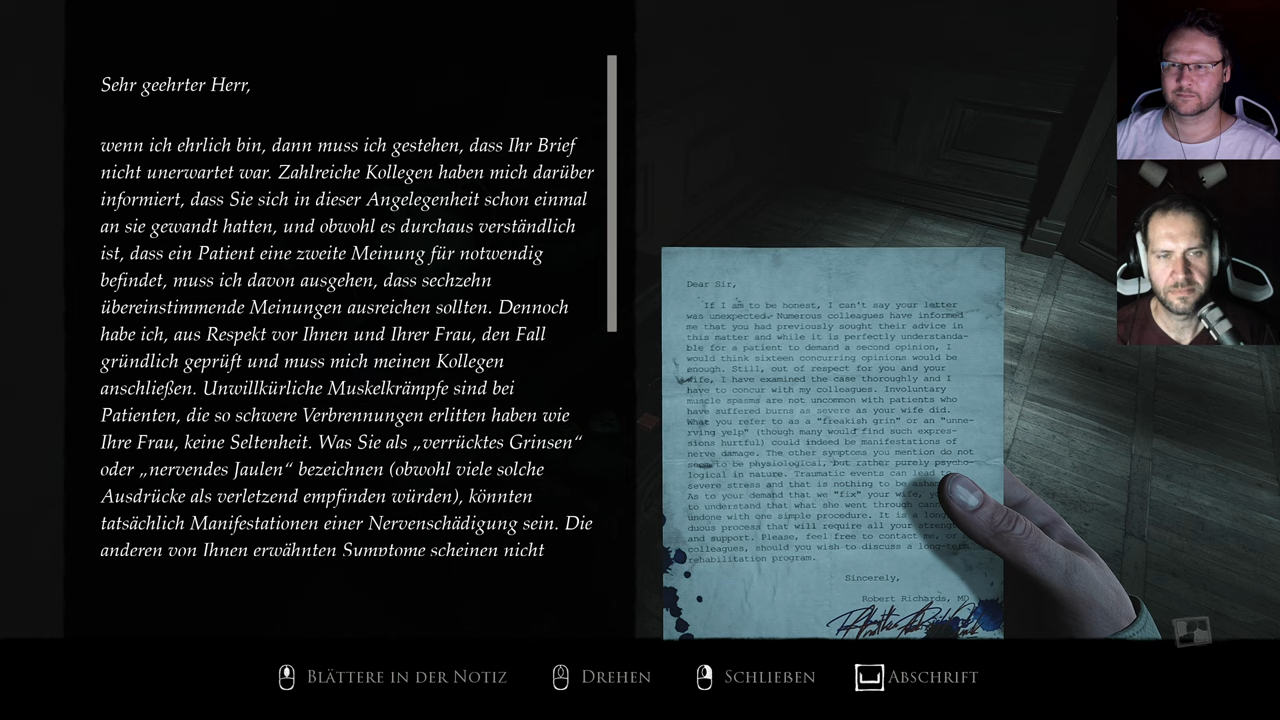 Sehr geehrter Herr,
wenn ich ehrlich bin, dann muss ich gestehen, dass Ihr Brief
nicht unerwartet war. Zahlreiche Kollegen haben mich darüber
informiert, dass Sie sich in dieser Angelegenheit schon einmal
an sie gewandt hatten, und obwohl es durchaus verständlich
ist, dass ein Patient eine zweite Meinung für notwendig
befindet, muss ich davon ausgehen, dass sechzehn
übereinstimmende Meinungen ausreichen sollten. Dennoch
habe ich, aus Respekt vor Ihnen und Ihrer Frau, den Fall
gründlich geprüft und muss mich meinen Kollegen
anschließen. Unwillkürliche Muskelkrämpfe sind bei
Patienten, die so schwere Verbrennungen erlitten haben wie
Ihre Frau, keine Seltenheit. Was Sie als „verrücktes Grinsen“
oder „nervendes Jaulen“ bezeichnen (obwohl viele solche
Ausdrücke als verletzend empfinden würden), könnten
tatsächlich Manifestationen einer Nervenschädigung sein. Die
anderen von Ihnen erwähnten Symptome scheinen nicht
Dear Sir,
If I am to be honest, I can't say your letter
was unexpected. Numerous colleagues have informed
me that you had previously sought their advice in
this matter and while it is perfectly understanda-
ble for a patient to demand a second opinion, I
would think sixteen concurring opinions would be
enough. Still, out of respect for you and your
wife, I have examined the case thoroughly and I
have to concur with my colleagues. Involuntary
muscle spasms are not uncommon with patients who
have suffered burns as severe as your wife did.
What you refer to as a "freakish grin" or an "unne-
rving yelp" (though many would find such expres-
sions hurtful) could indeed be manifestations of
nerve damage. The other symptoms you mention do not
seem to be physiological, but rather purely psycho-
logical in nature. Traumatic events can lead to
severe stress and that is nothing to be
As to your demand that we "fix" your wife,
to understand that what she went through
undone with one simple procedure. It is a
duous process that will require all your
and support. Please, feel free to contact me, or
colleagues, should you wish to discuss a long-term
rehabilitation program.
Sincerely,
Robert Richards, MD
Blättere in der Notiz Drehen Schließen Abschrift